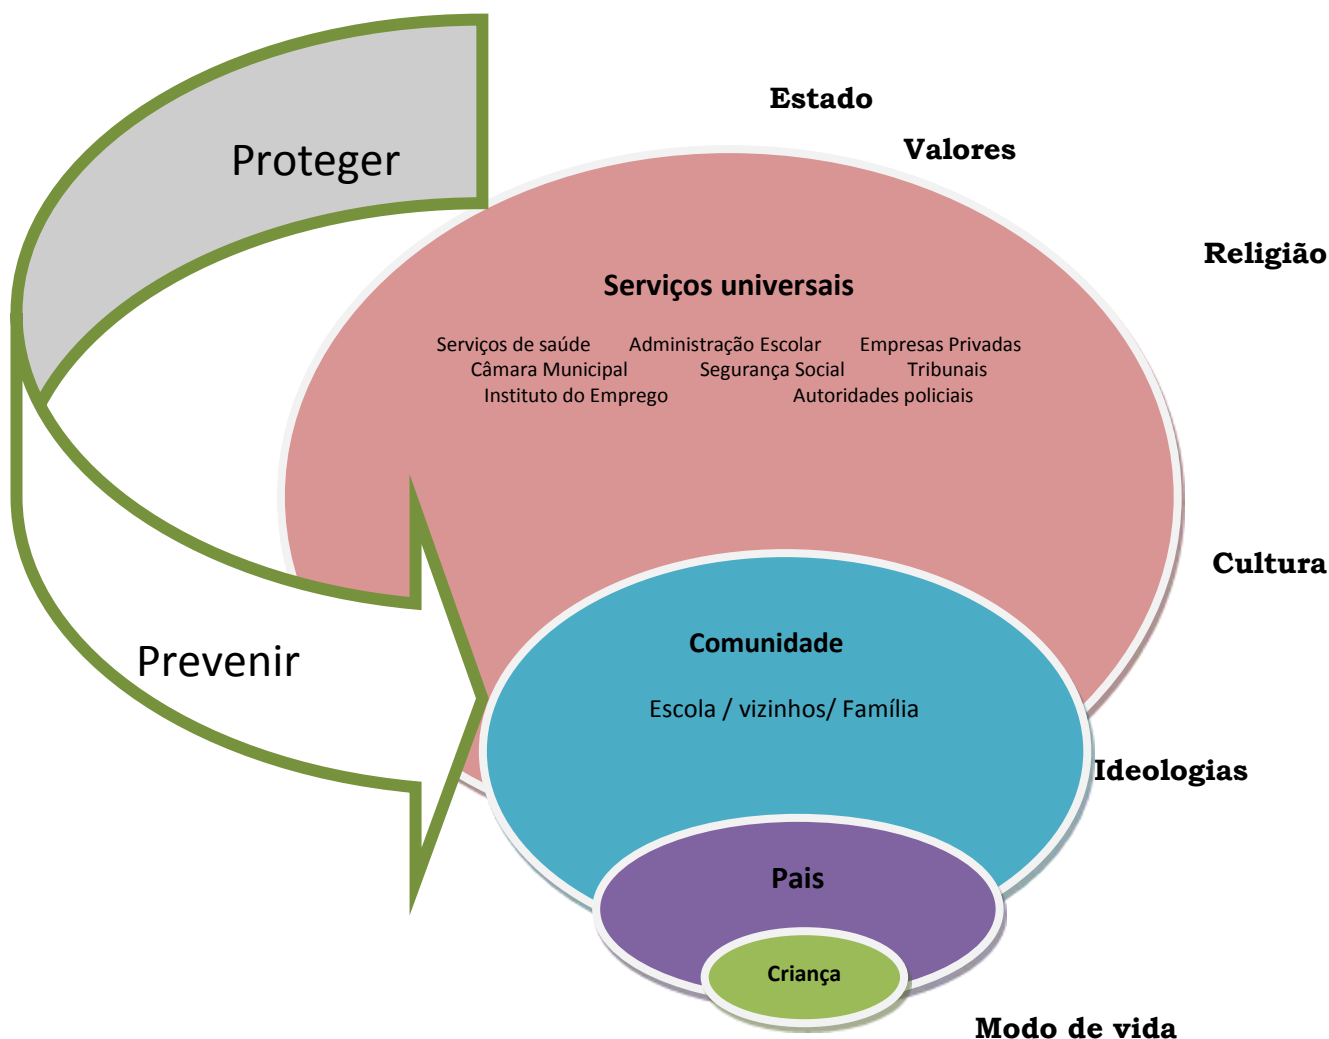 Estado
Valores
Proteger
Religião
Serviços universais
Serviços de saúde Administração Escolar Empresas Privadas
Câmara Municipal Segurança Social Tribunais
Instituto do Emprego Autoridades policiais
Cultura
Comunidade
Prevenir
Escola / vizinhos/ Família
Ideologias
Pais
Criança
Modo de vida